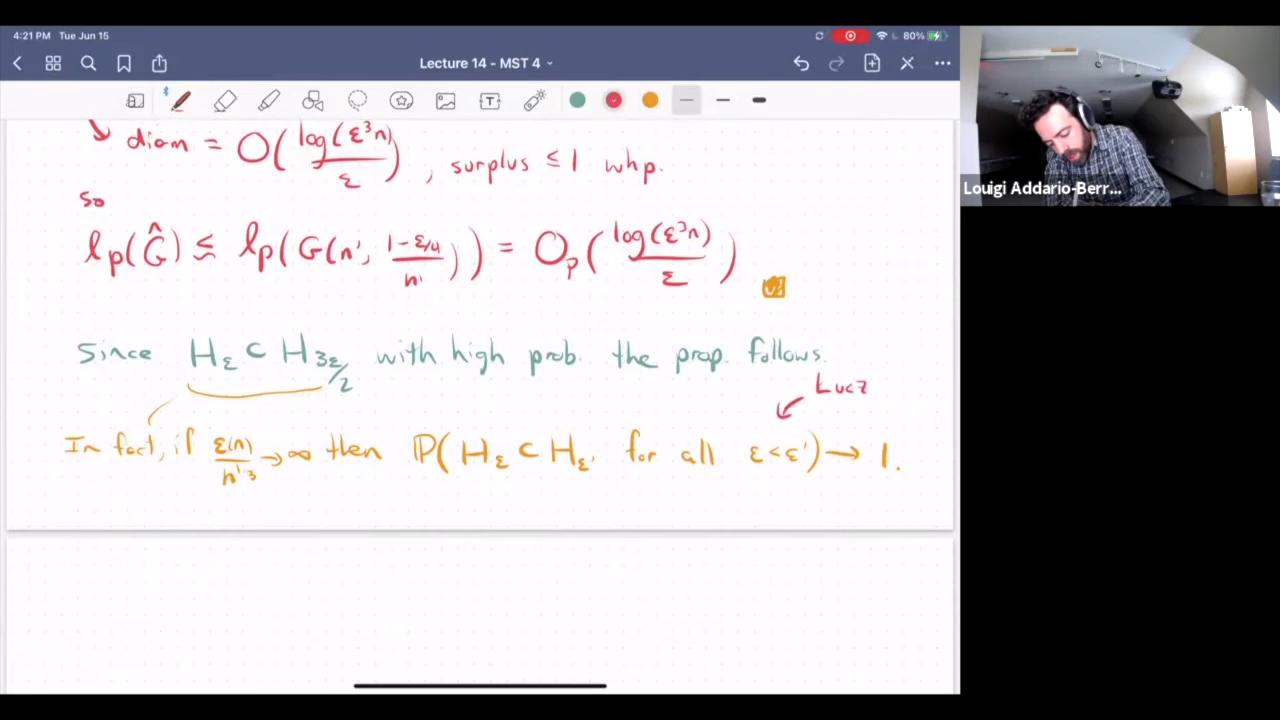 4:21 PM Tue Jun 15
80%
Lecture 14 - MST 4
Louigi Addario-Berr...
diam = O( log(ε³n) / ε ), surplus ≤ 1 whp.
so
lp(Ĝ) ≲ lp( G(n', (1-ε/4)/n') ) = Oₚ( log(ε³n) / ε )
Since Hε ⊂ H3ε/2 with high prob. the prop. follows.
Łucz
In fact, if ε(n)/n^1/3 → ∞ then ℙ( Hε ⊂ Hε' for all ε < ε' ) → 1.